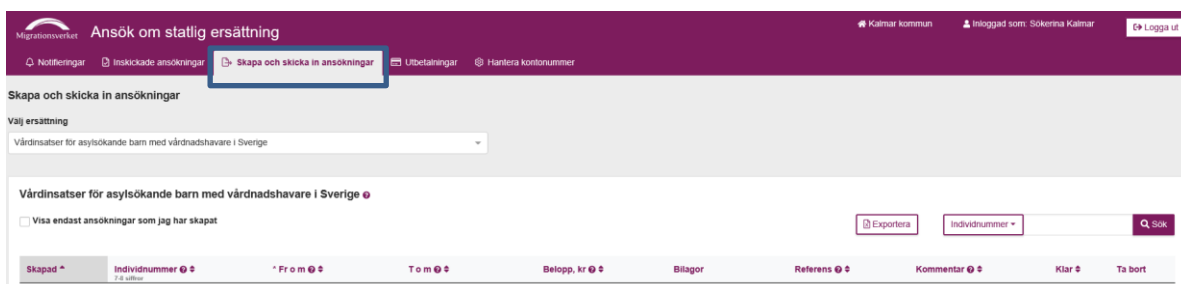 Migrationsverket Ansök om statlig ersättning Kalmar kommun Inloggad som: Sökerina Kalmar Logga ut
Notifieringar Inskickade ansökningar Skapa och skicka in ansökningar Utbetalningar Hantera kontonummer
Skapa och skicka in ansökningar
Välj ersättning
Vårdinsatser för asylsökande barn med vårdnadshavare i Sverige
Vårdinsatser för asylsökande barn med vårdnadshavare i Sverige
Visa endast ansökningar som jag har skapat
Exportera Individnummer Sök
Skapad Individnummer * Fr o m T o m Belopp, kr Bilagor Referens Kommentar Klar Ta bort
7-8 siffror